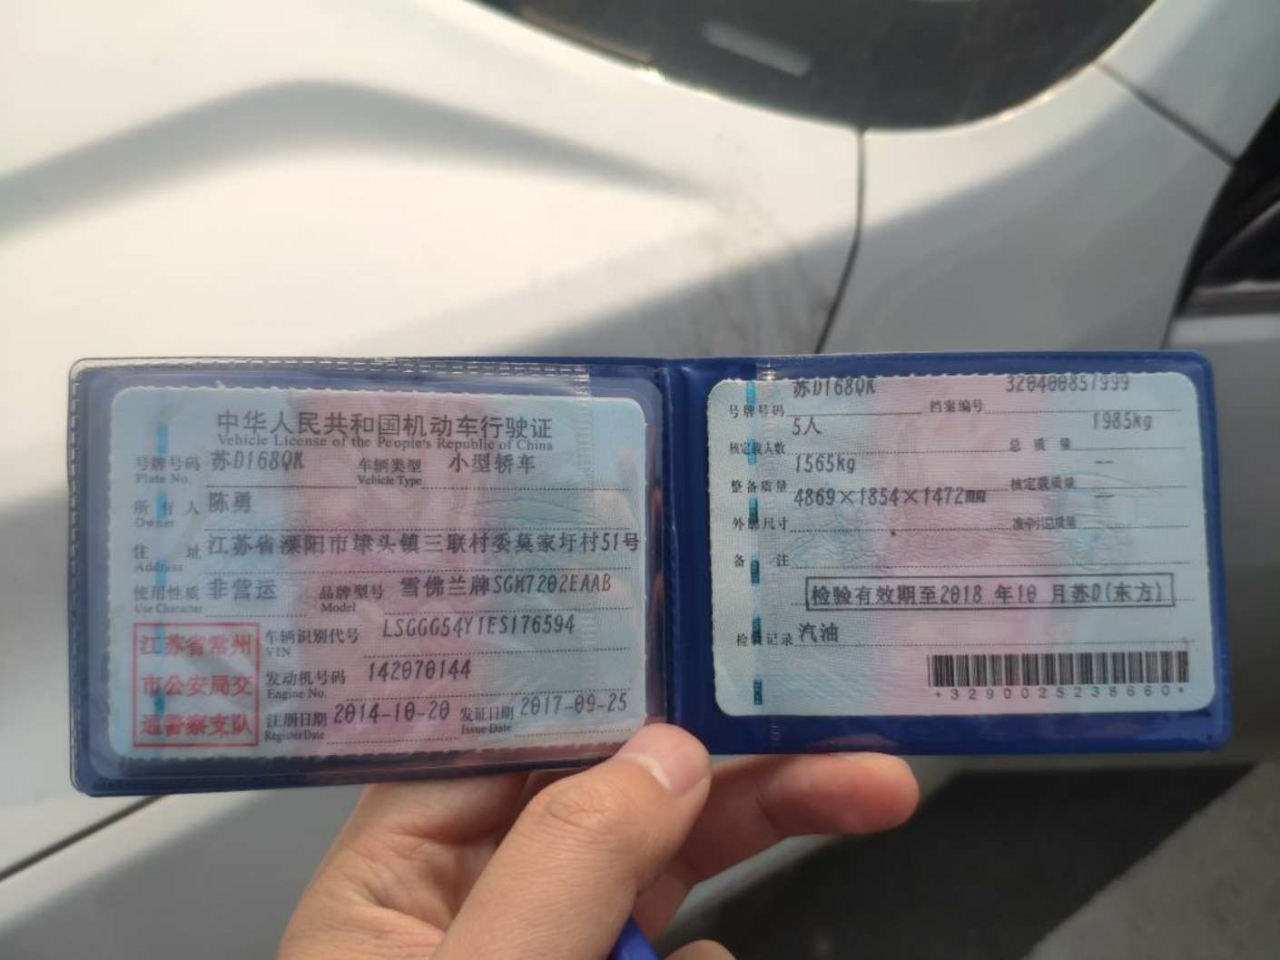 中华人民共和国机动车行驶证
Vehicle License of the People's Republic of China
号牌号码 苏D168QK 车辆类型 小型轿车
Plate No. Vehicle Type
所有人 陈勇
Owner
住址 江苏省溧阳市埭头镇三联村委莫家圩村51号
Address
使用性质 非营运 品牌型号 雪佛兰牌SGM7202EAAB
Use Character Model
江苏省常州
市公安局交
通警察支队
车辆识别代号 LSGGG54Y1ES176594
VIN
发动机号码 142070144
Engine No.
注册日期 2014-10-20 发证日期 2017-09-25
Register Date Issue Date
号牌号码 苏D168QK 档案编号 320400857999
核定载人数 5人 总质量 1985kg
整备质量 1565kg 核定载质量 --
外廓尺寸 4869×1854×1472mm 准牵引总质量 --
备注
检验有效期至2018 年10 月苏D(东方)
检验记录 汽油
*3290025238660*